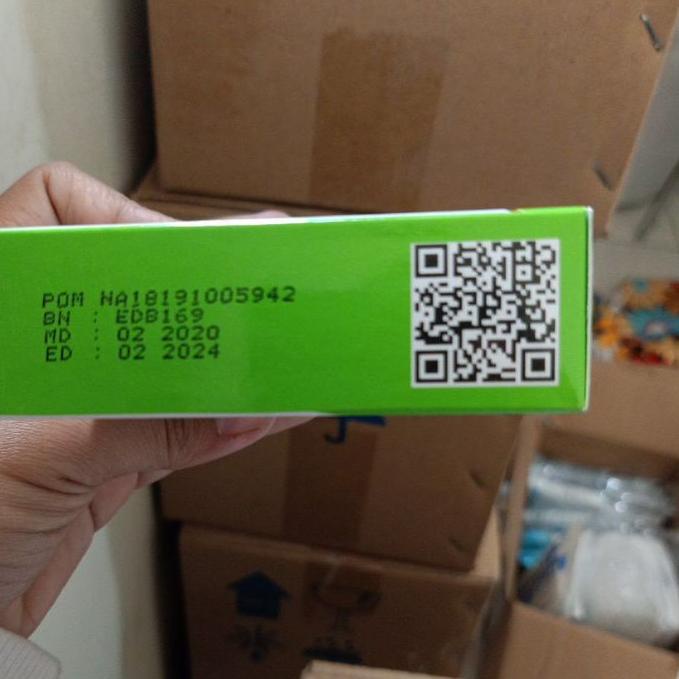 POM NA18191005942
BN : EDB169
MD : 02 2020
ED : 02 2024